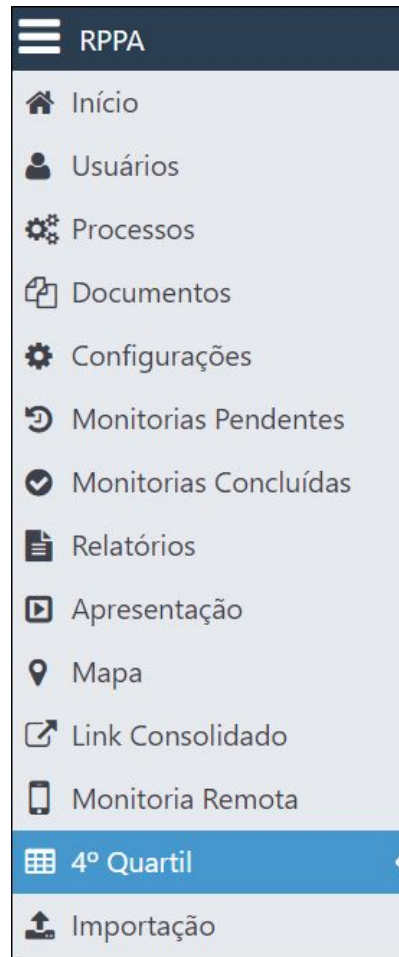 RPPA
Início
Usuários
Processos
Documentos
Configurações
Monitorias Pendentes
Monitorias Concluídas
Relatórios
Apresentação
Mapa
Link Consolidado
Monitoria Remota
4º Quartil
Importação